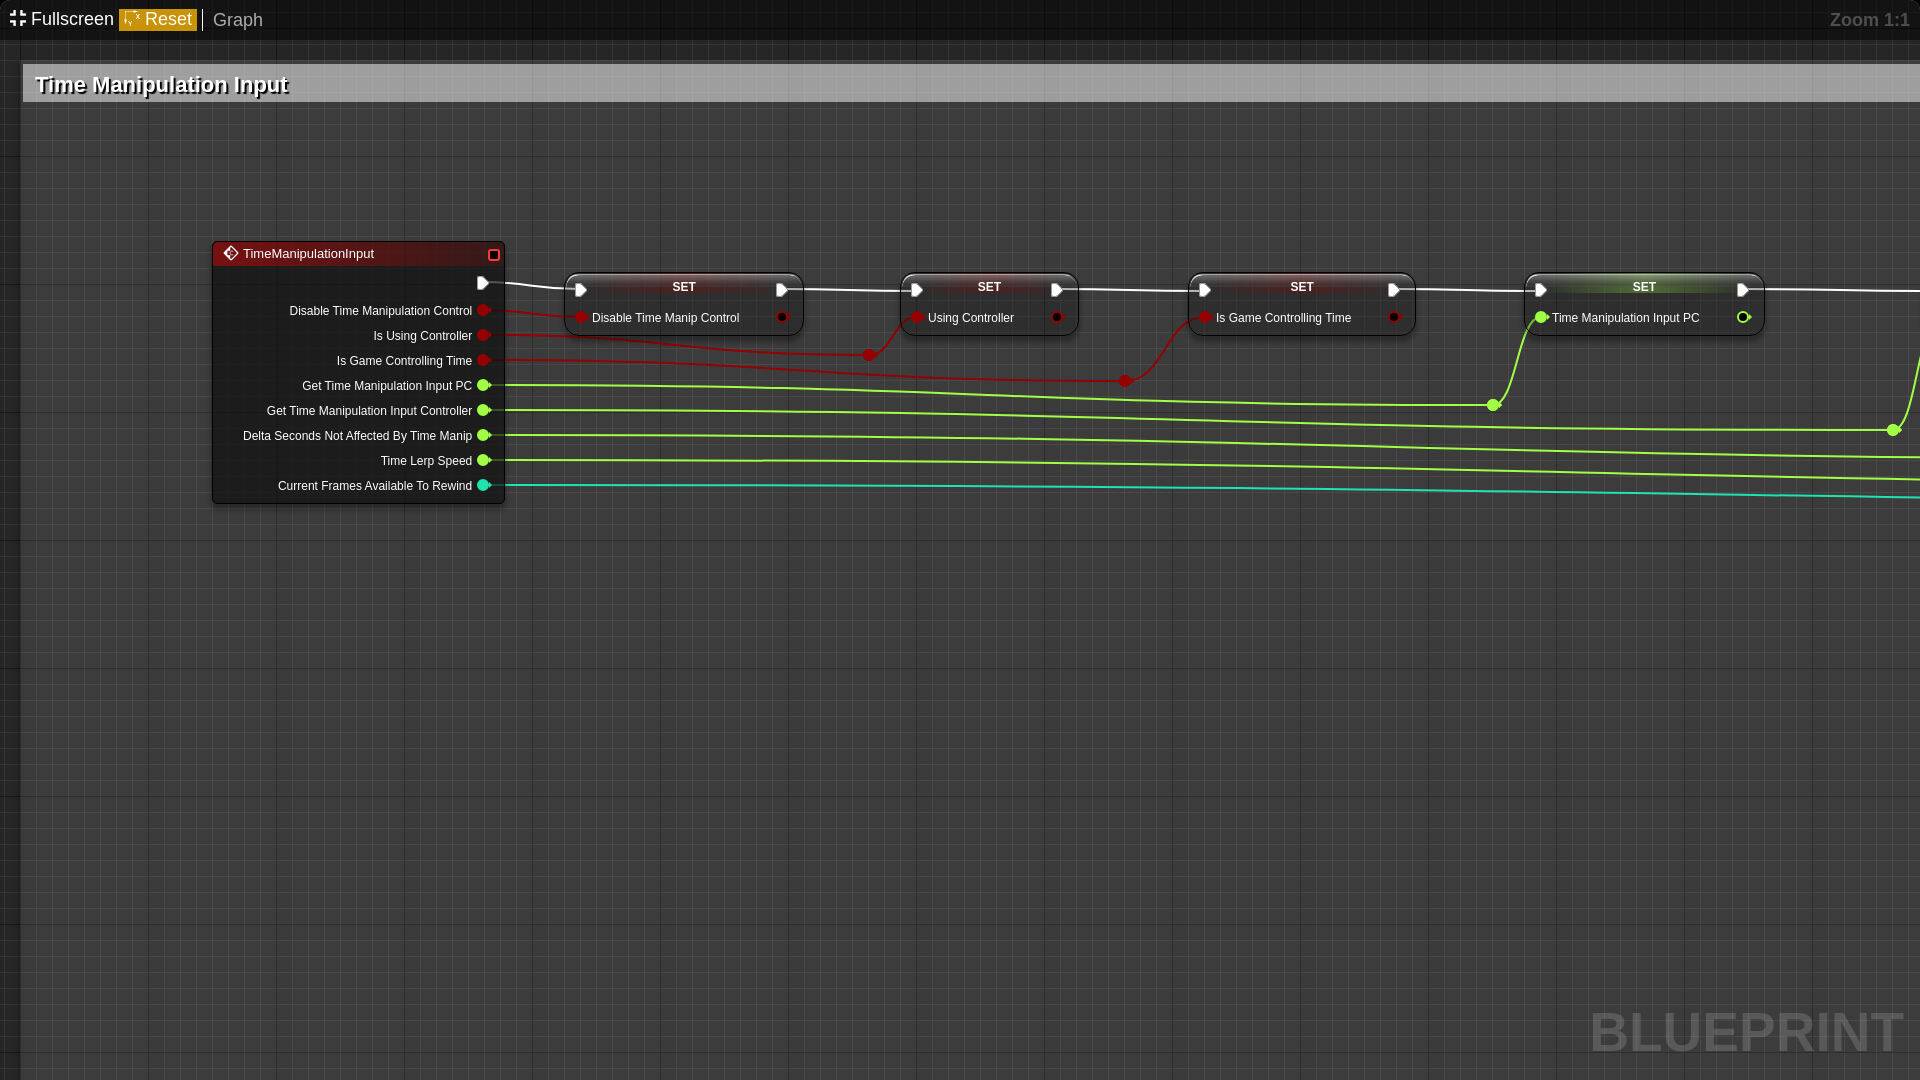 Fullscreen Reset Graph Zoom 1:1
Time Manipulation Input
TimeManipulationInput
SET SET SET SET
Disable Time Manipulation Control Disable Time Manip Control Using Controller Is Game Controlling Time Time Manipulation Input PC
Is Using Controller
Is Game Controlling Time
Get Time Manipulation Input PC
Get Time Manipulation Input Controller
Delta Seconds Not Affected By Time Manip
Time Lerp Speed
Current Frames Available To Rewind
BLUEPRINT